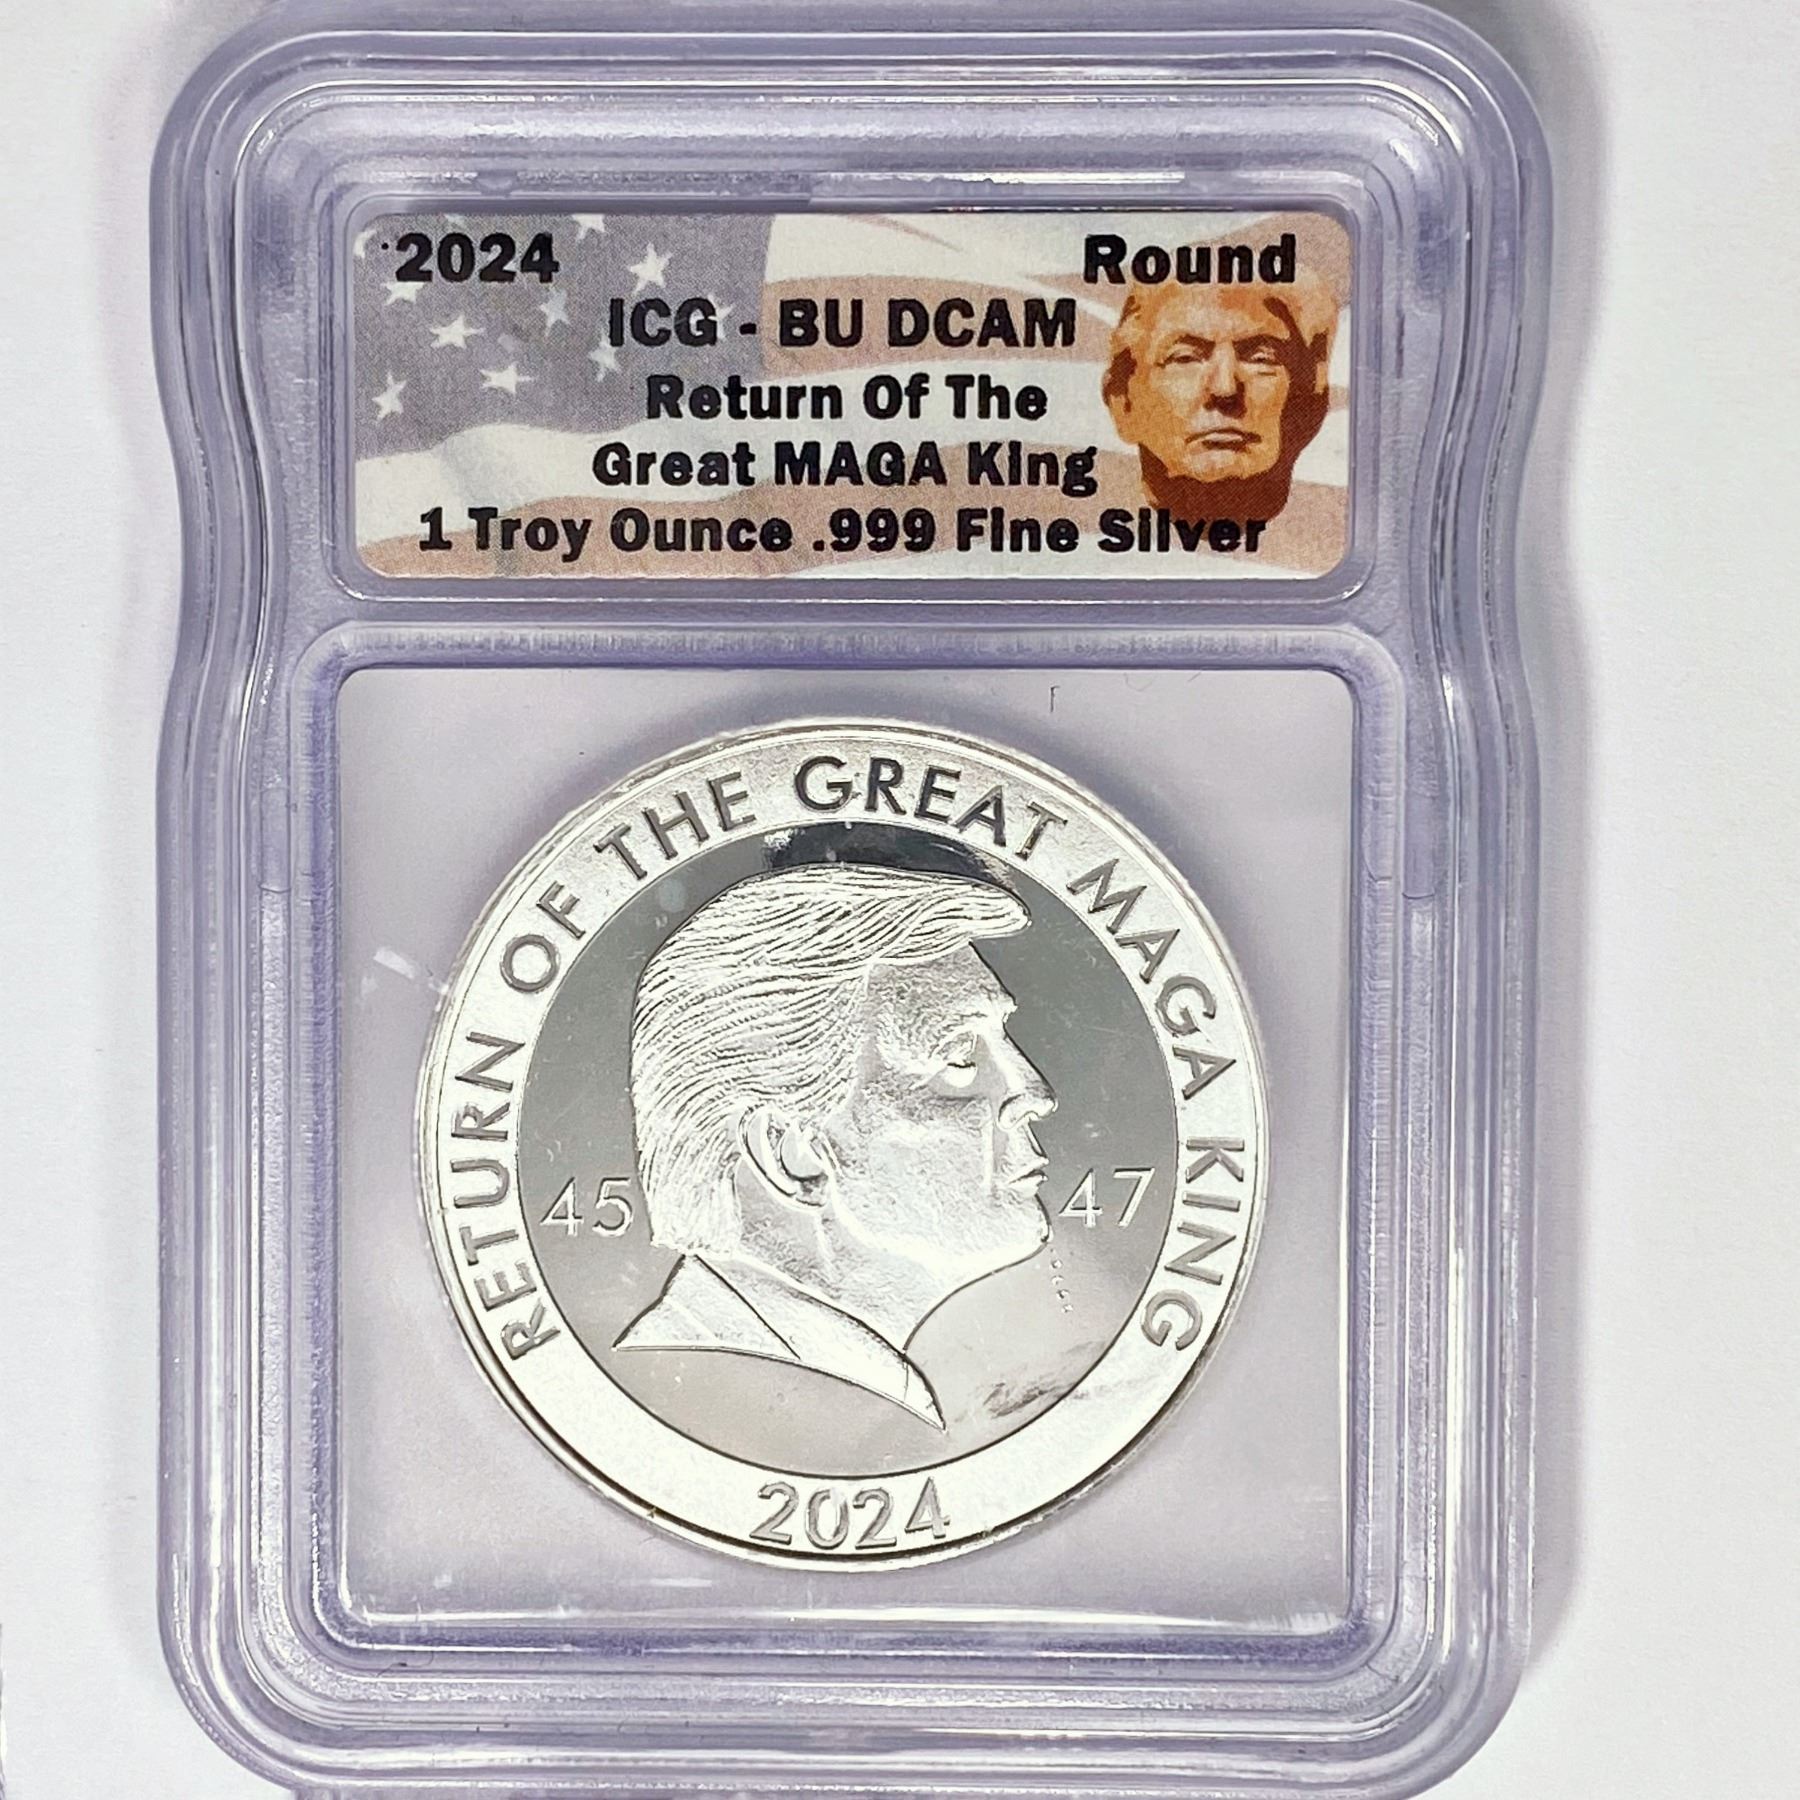 2024 Round
ICG - BU DCAM
Return Of The
Great MAGA King
1 Troy Ounce .999 Fine Silver
RETURN OF THE GREAT MAGA KING
45 47
2024